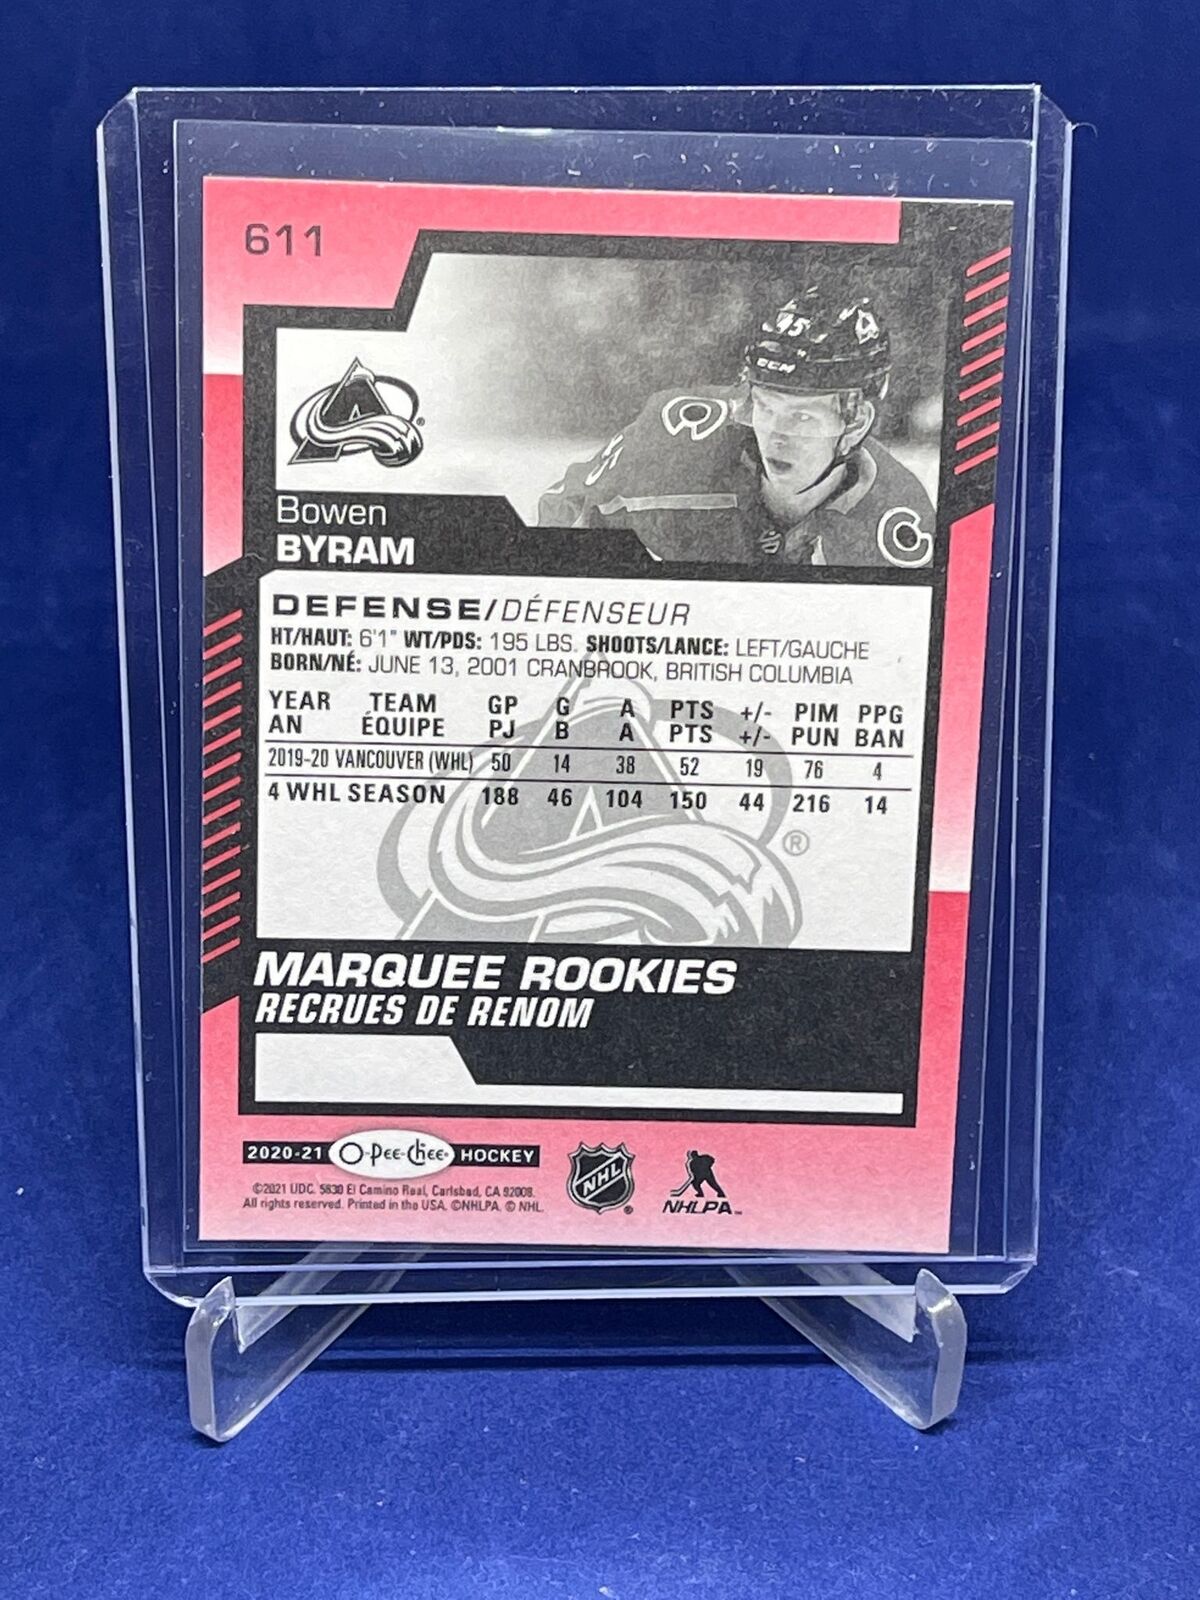 611
45
CCM
45
A
®
Bowen
BYRAM
DEFENSE/DÉFENSEUR
HT/HAUT: 6'1" WT/PDS: 195 LBS. SHOOTS/LANCE: LEFT/GAUCHE
BORN/NÉ: JUNE 13, 2001 CRANBROOK, BRITISH COLUMBIA
YEAR TEAM GP G A PTS +/- PIM PPG
AN ÉQUIPE PJ B A PTS +/- PUN BAN
2019-20 VANCOUVER (WHL) 50 14 38 52 19 76 4
4 WHL SEASON 188 46 104 150 44 216 14
®
MARQUEE ROOKIES
RECRUES DE RENOM
2020-21 O-Pee-Chee HOCKEY
©2021 UDC. 5830 El Camino Real, Carlsbad, CA 92008.
All rights reserved. Printed in the USA. ©NHLPA. © NHL.
NHL ®
NHLPA™